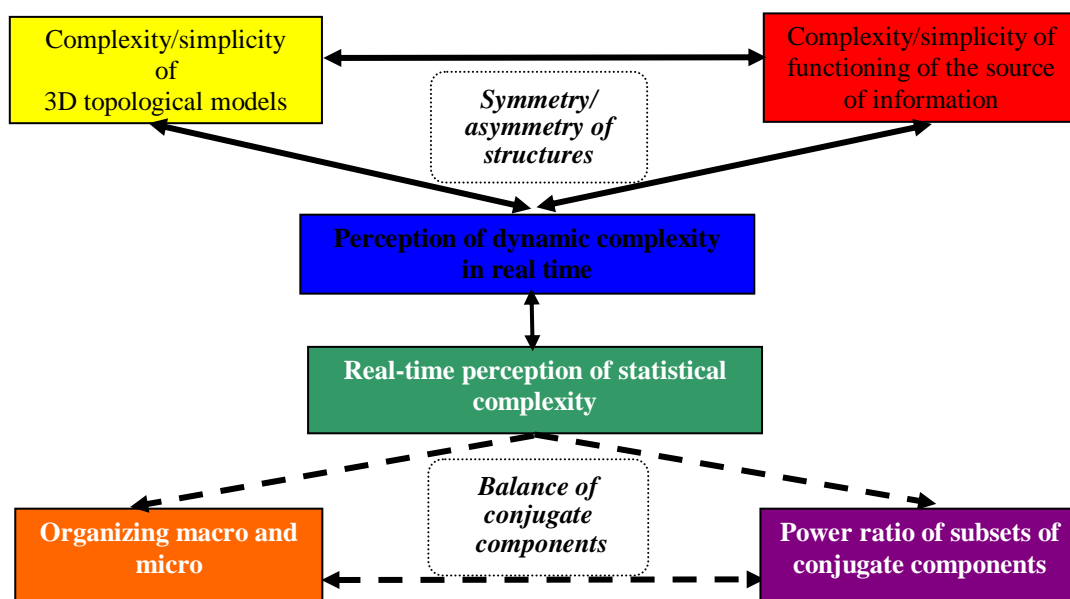 Complexity/simplicity
of
3D topological models
Complexity/simplicity of
functioning of the source
of information
Symmetry/
asymmetry of
structures
Perception of dynamic complexity
in real time
Real-time perception of statistical
complexity
Balance of
conjugate
components
Organizing macro and
micro
Power ratio of subsets of
conjugate components